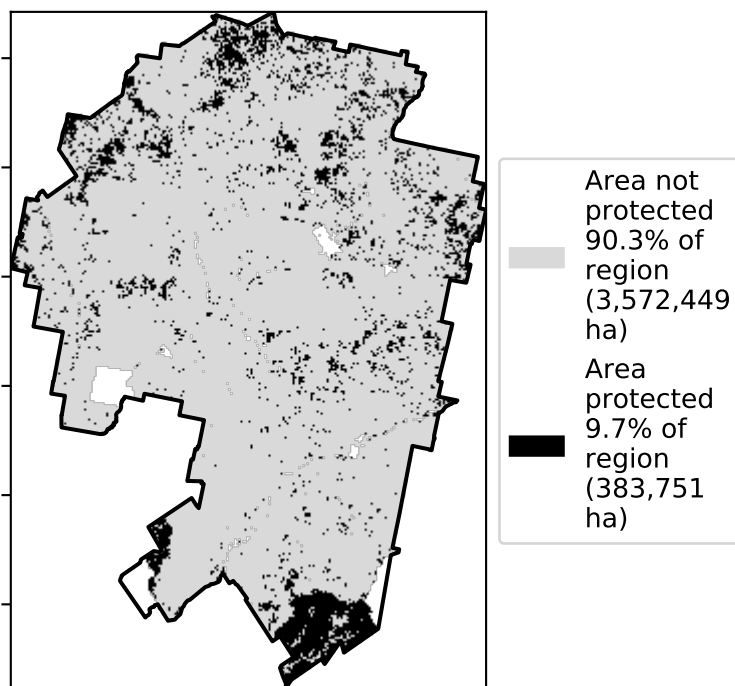 Area not
protected
90.3% of
region
(3,572,449
ha)
Area
protected
9.7% of
region
(383,751
ha)